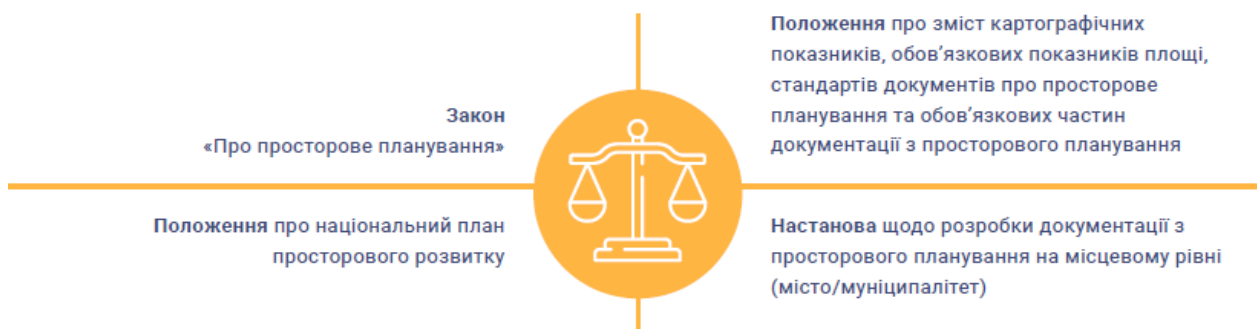 Закон
«Про просторове планування»
Положення про зміст картографічних
показників, обов’язкових показників площі,
стандартів документів про просторове
планування та обов’язкових частин
документації з просторового планування
Положення про національний план
просторового розвитку
Настанова щодо розробки документації з
просторового планування на місцевому рівні
(місто/муніципалітет)